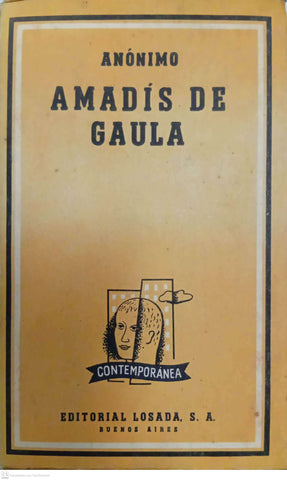 ANÓNIMO
AMADÍS DE
GAULA
CONTEMPORÁNEA
EDITORIAL LOSADA, S. A.
BUENOS AIRES